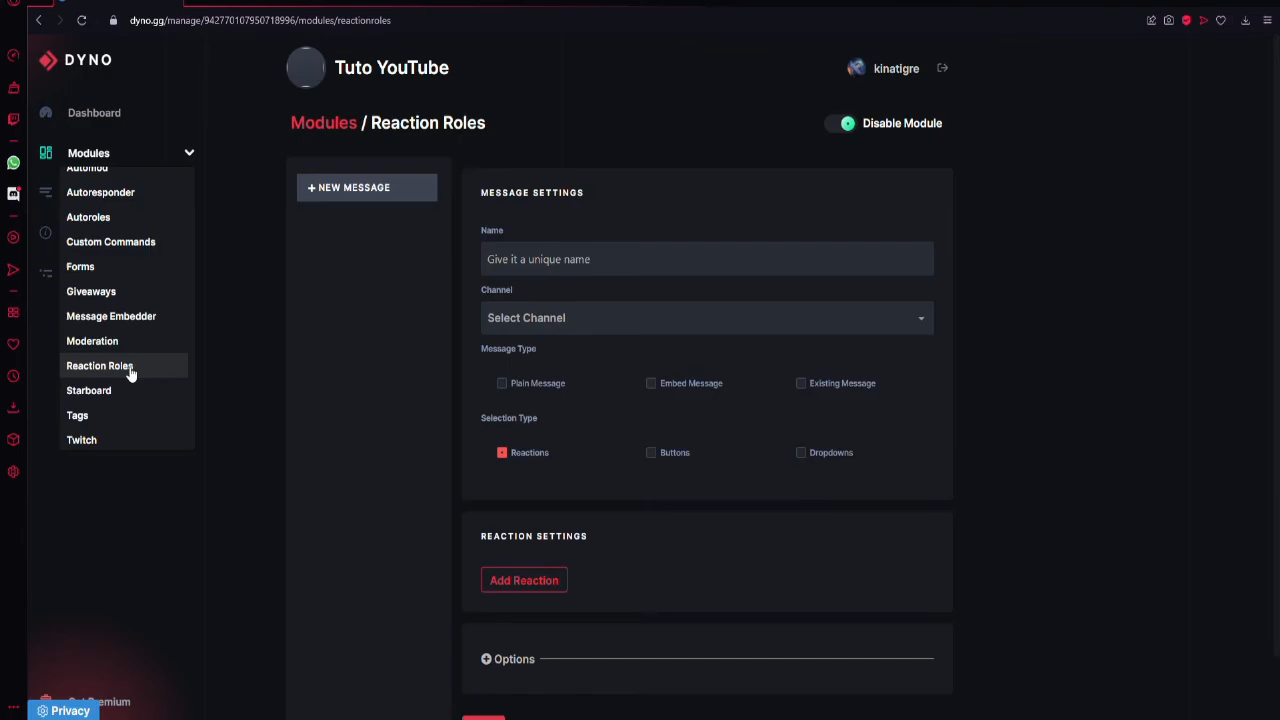 dyno.gg/manage/942770107950718996/modules/reactionroles
DYNO
Tuto YouTube
kinatigre
Dashboard
Modules / Reaction Roles
Disable Module
Modules
Automod
Autoresponder
Autoroles
Custom Commands
Forms
Giveaways
Message Embedder
Moderation
Reaction Roles
Starboard
Tags
Twitch
+ NEW MESSAGE
MESSAGE SETTINGS
Name
Give it a unique name
Channel
Select Channel
Message Type
Plain Message
Embed Message
Existing Message
Selection Type
Reactions
Buttons
Dropdowns
REACTION SETTINGS
Add Reaction
Options
Get Premium
Privacy